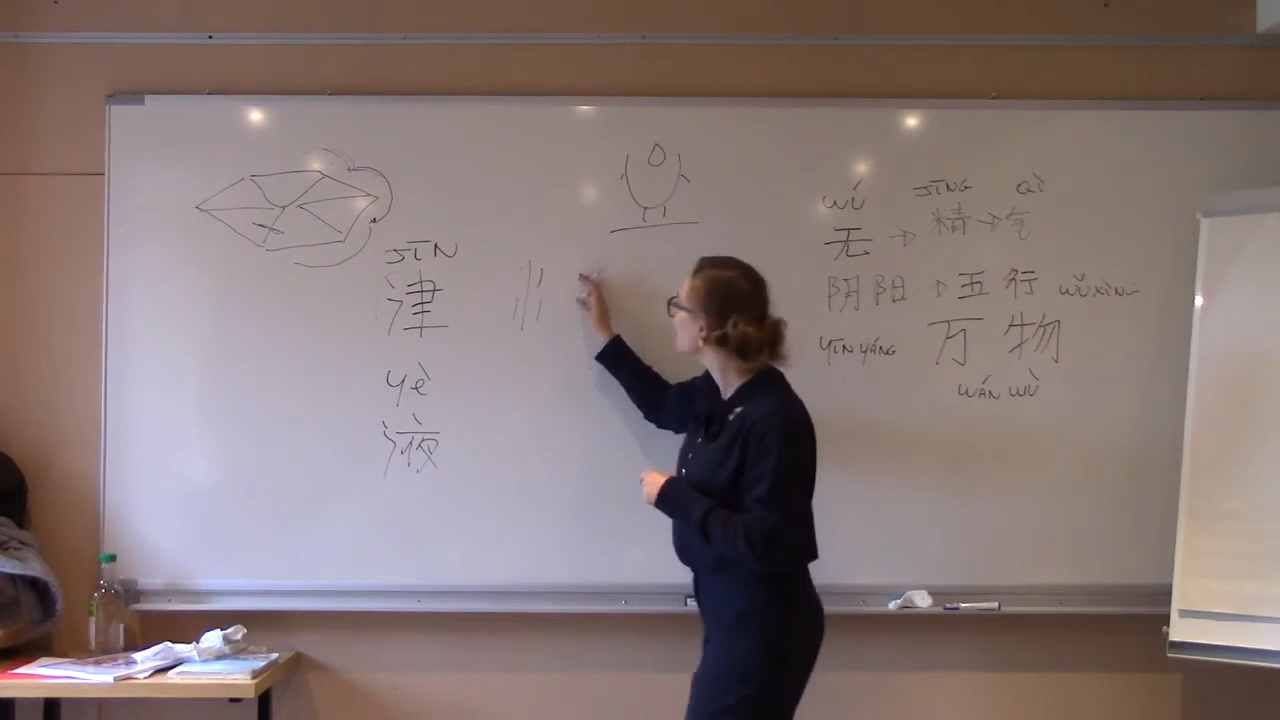 JĪN
津
yè
液
WÚ JĪNG QÌ
无 → 精 → 气
阴阳 → 五行 WǓXÍNG
YĪN YÁNG 万物
WÁN WÙ